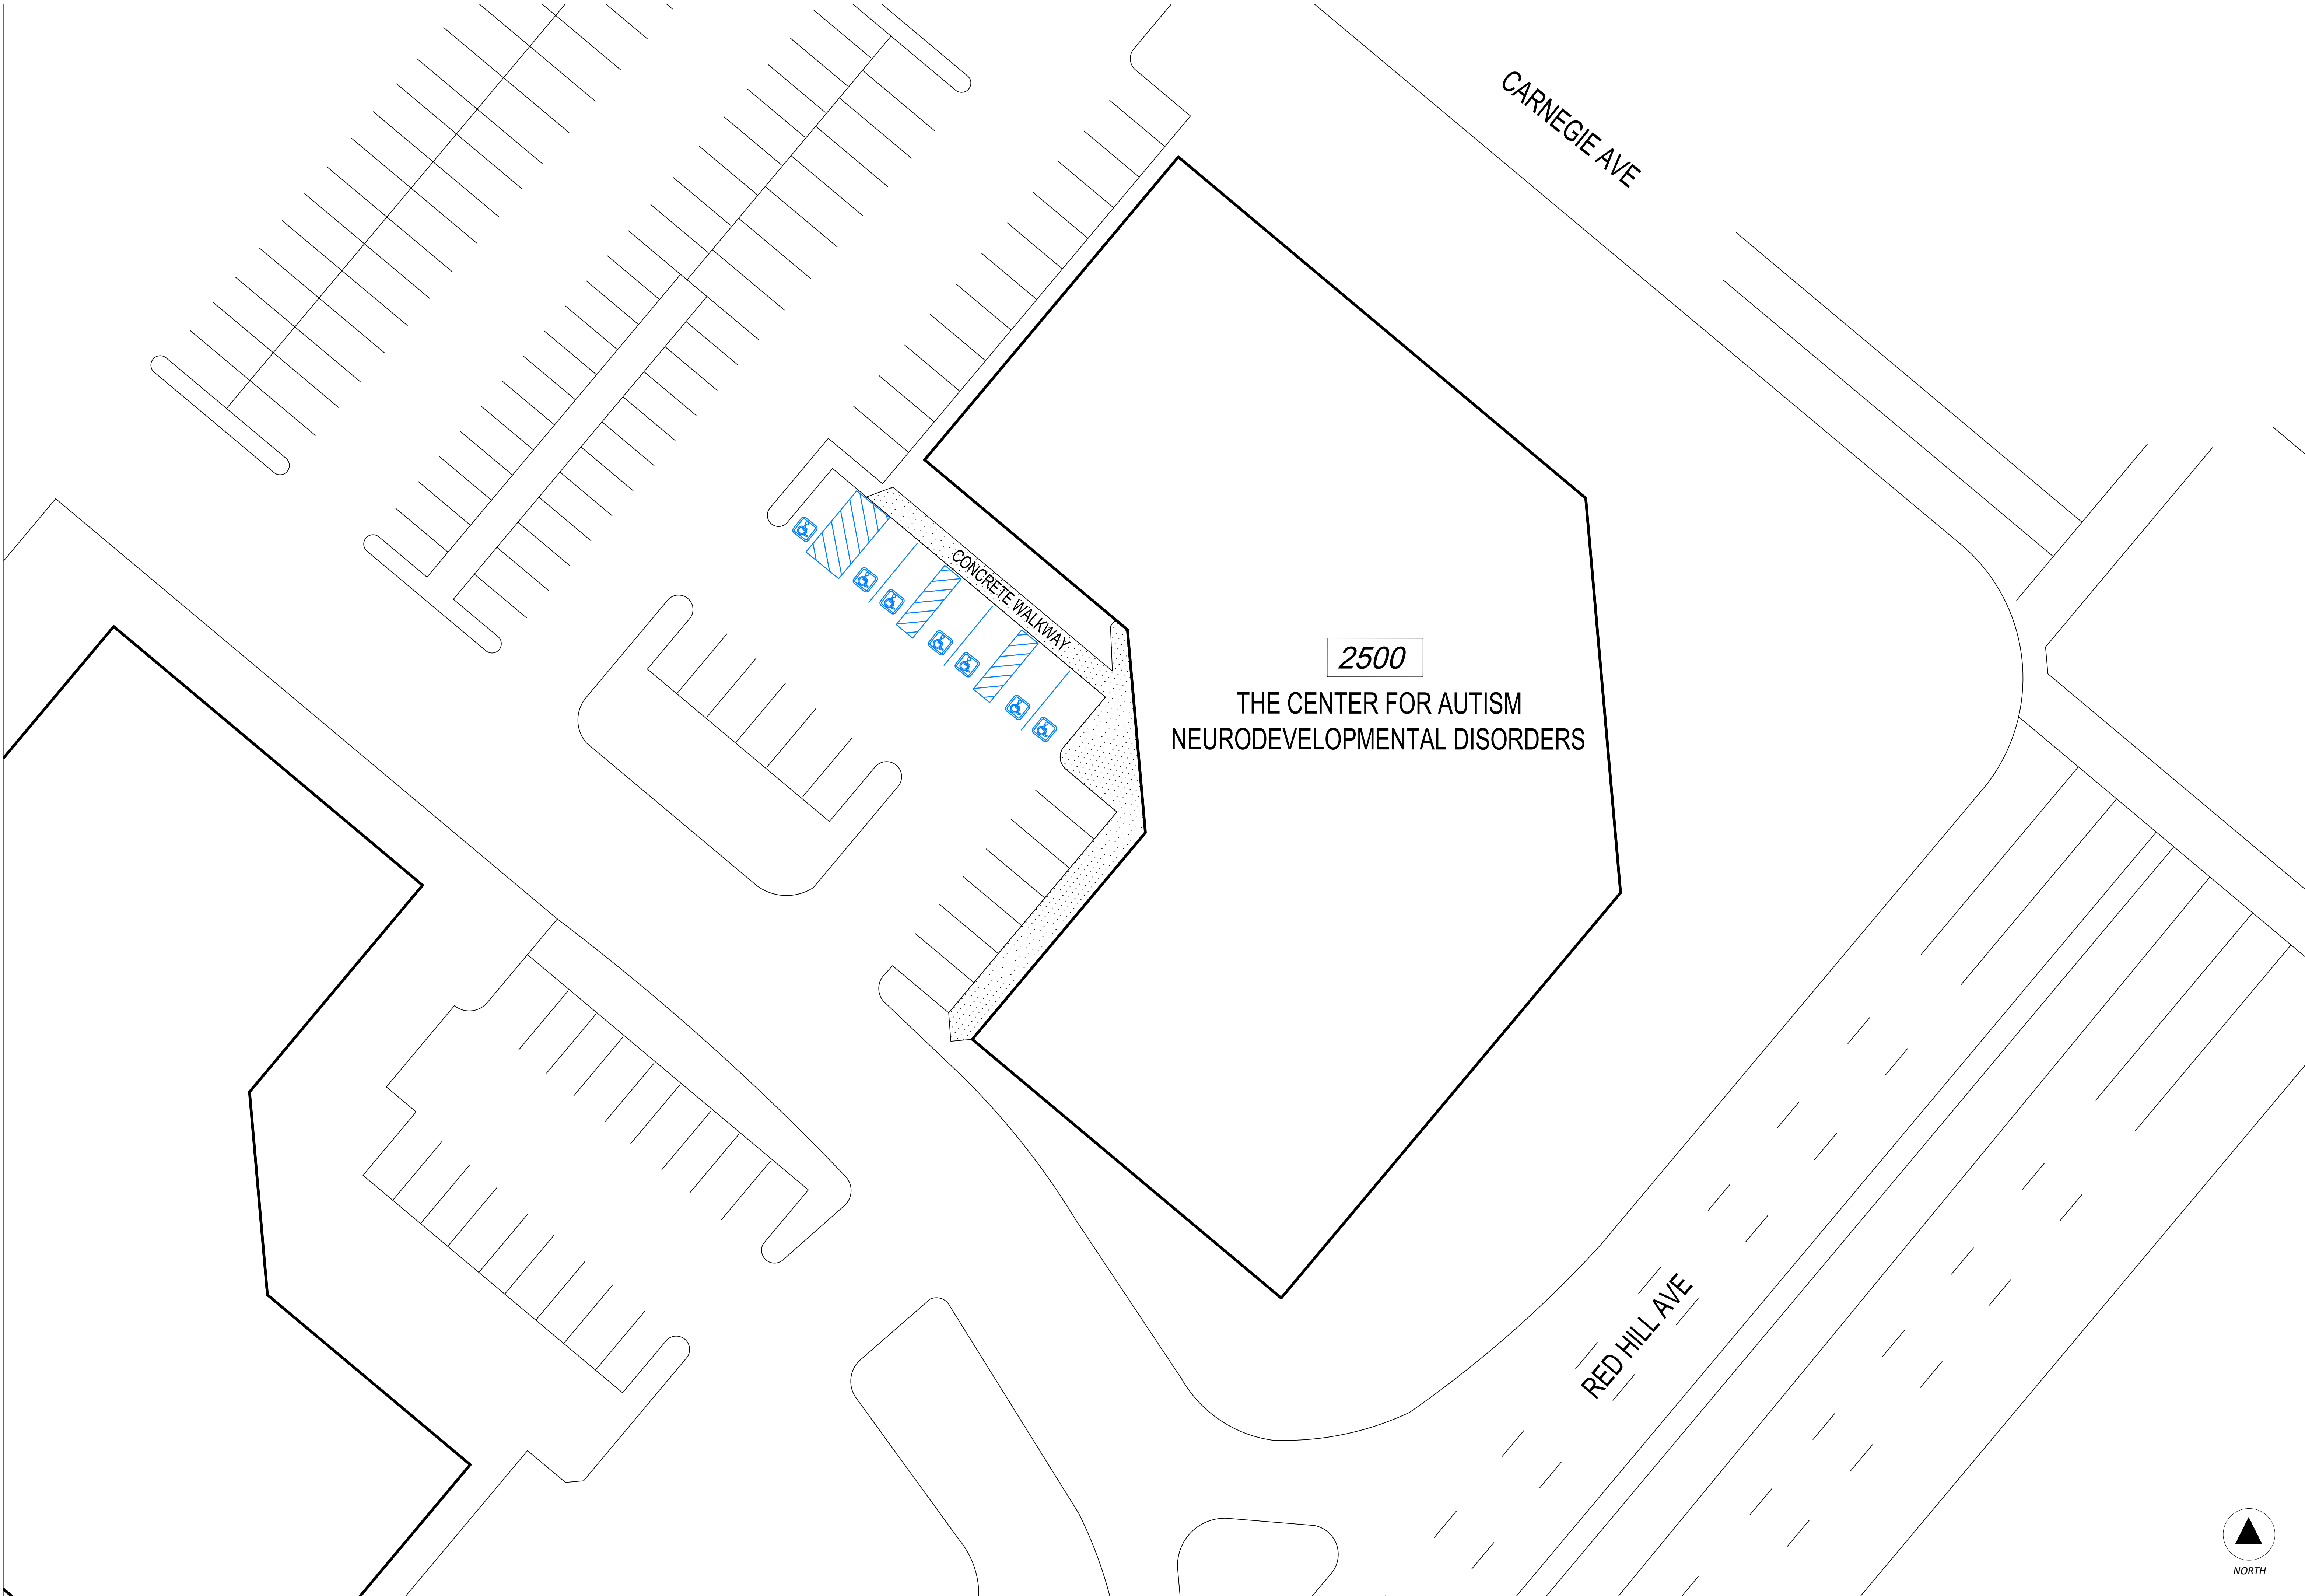 CARNEGIE AVE
CONCRETE WALKWAY
2500
THE CENTER FOR AUTISM
NEURODEVELOPMENTAL DISORDERS
RED HILL AVE
NORTH